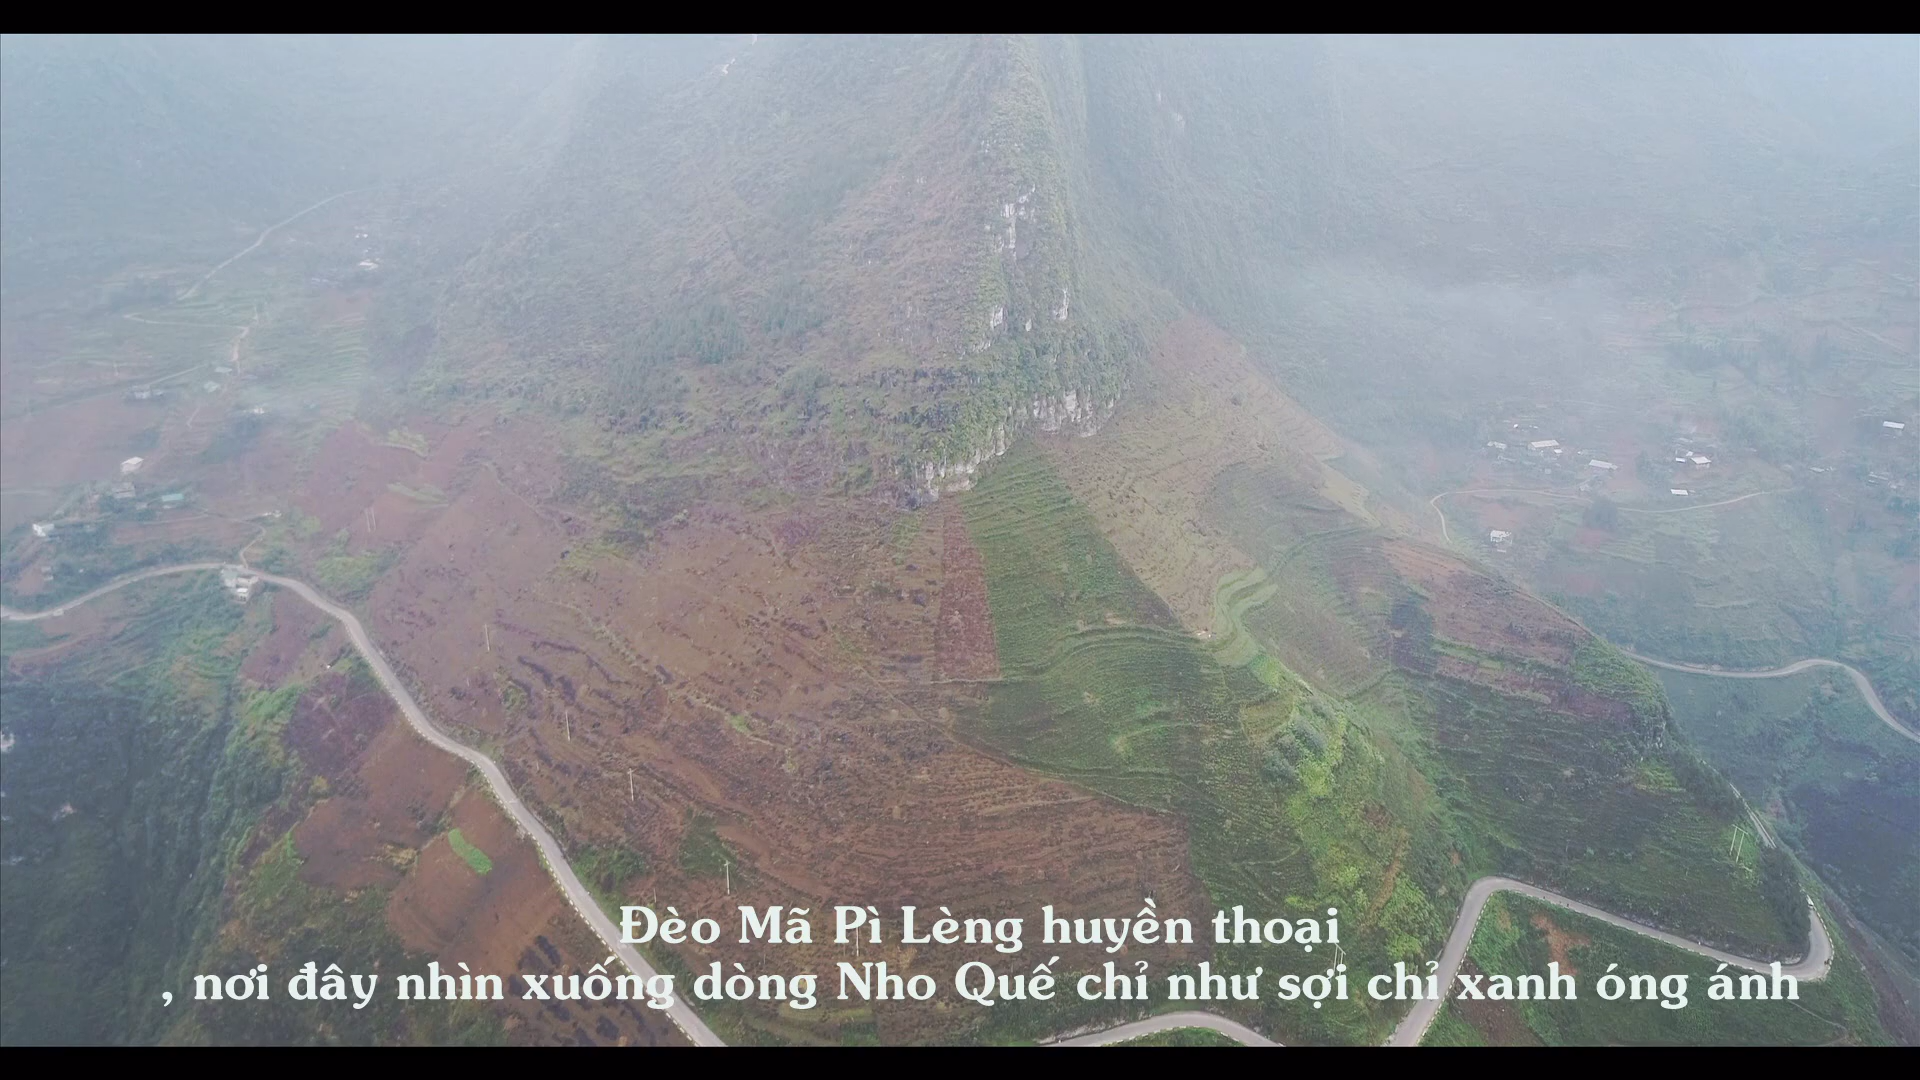 Đèo Mã Pì Lèng huyền thoại
, nơi đây nhìn xuống dòng Nho Quế chỉ như sợi chỉ xanh óng ánh